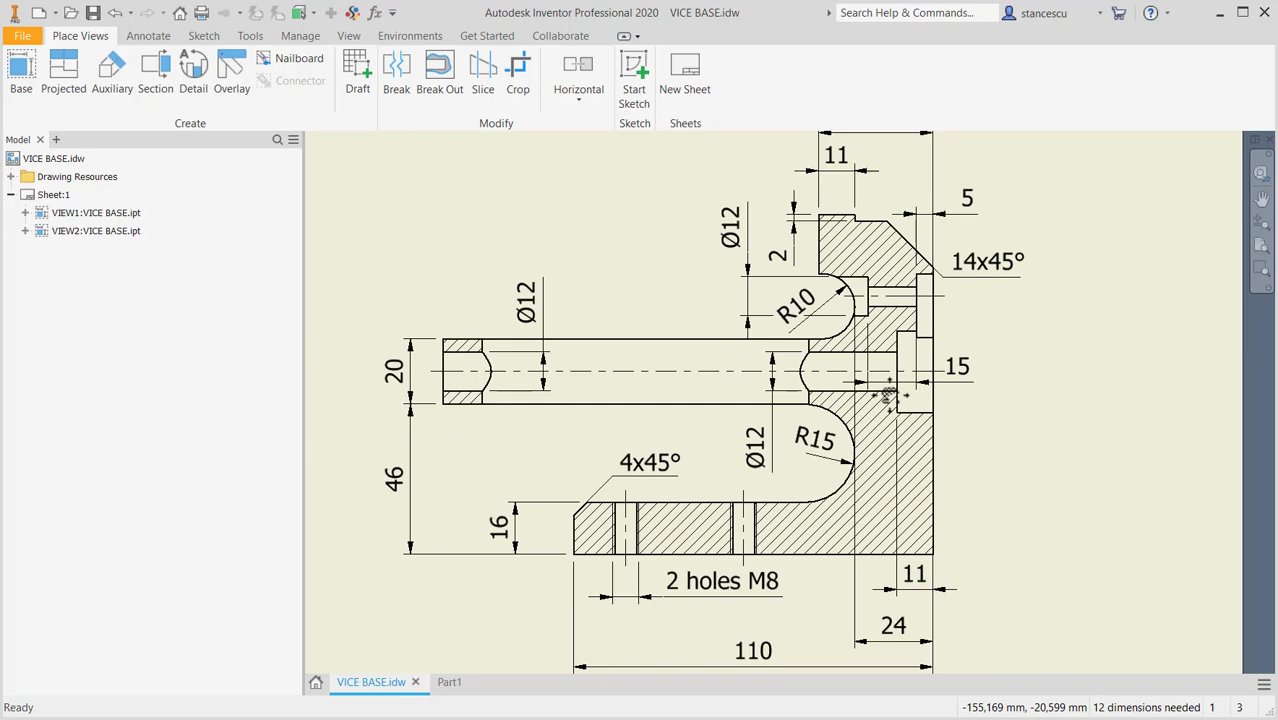 PRO
fx
Autodesk Inventor Professional 2020 VICE BASE.idw
Search Help & Commands...
stancescu
File Place Views Annotate Sketch Tools Manage View Environments Get Started Collaborate
Base Projected Auxiliary Section Detail Overlay
Nailboard
Connector
Draft
Break Break Out Slice Crop
Horizontal
Start
Sketch
New Sheet
Create Modify Sketch Sheets
Model
VICE BASE.idw
Drawing Resources
Sheet:1
VIEW1:VICE BASE.ipt
VIEW2:VICE BASE.ipt
11
5
Ø12
2
14x45°
R10
Ø12
20
15
R15
Ø12
4x45°
46
16
2 holes M8
11
24
110
VICE BASE.idw Part1
Ready
-155,169 mm, -20,599 mm 12 dimensions needed 1 3